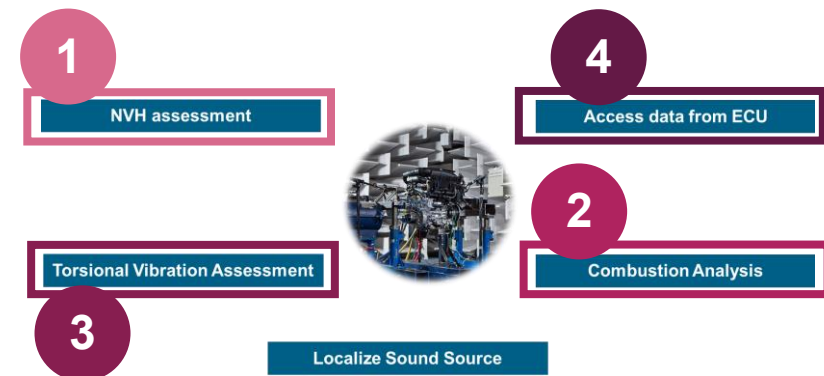 1
NVH assessment
4
Access data from ECU
2
Combustion Analysis
Torsional Vibration Assessment
3
Localize Sound Source